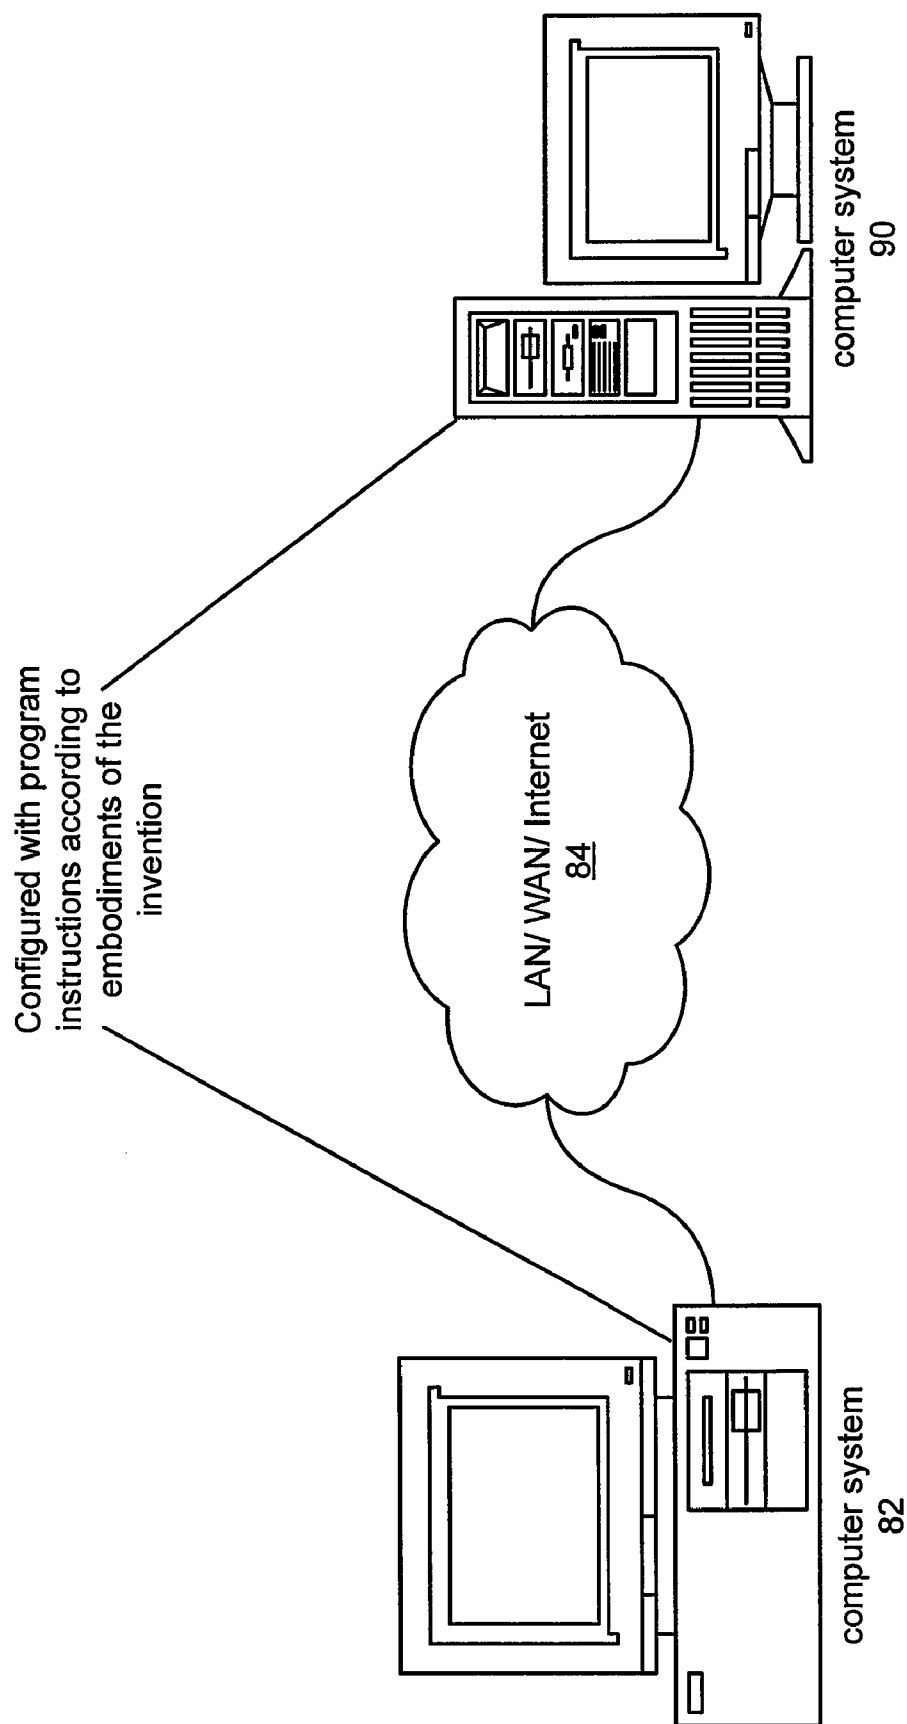 Configured with program
instructions according to
embodiments of the
invention
LAN/ WAN/ Internet
84
computer system
82
computer system
90